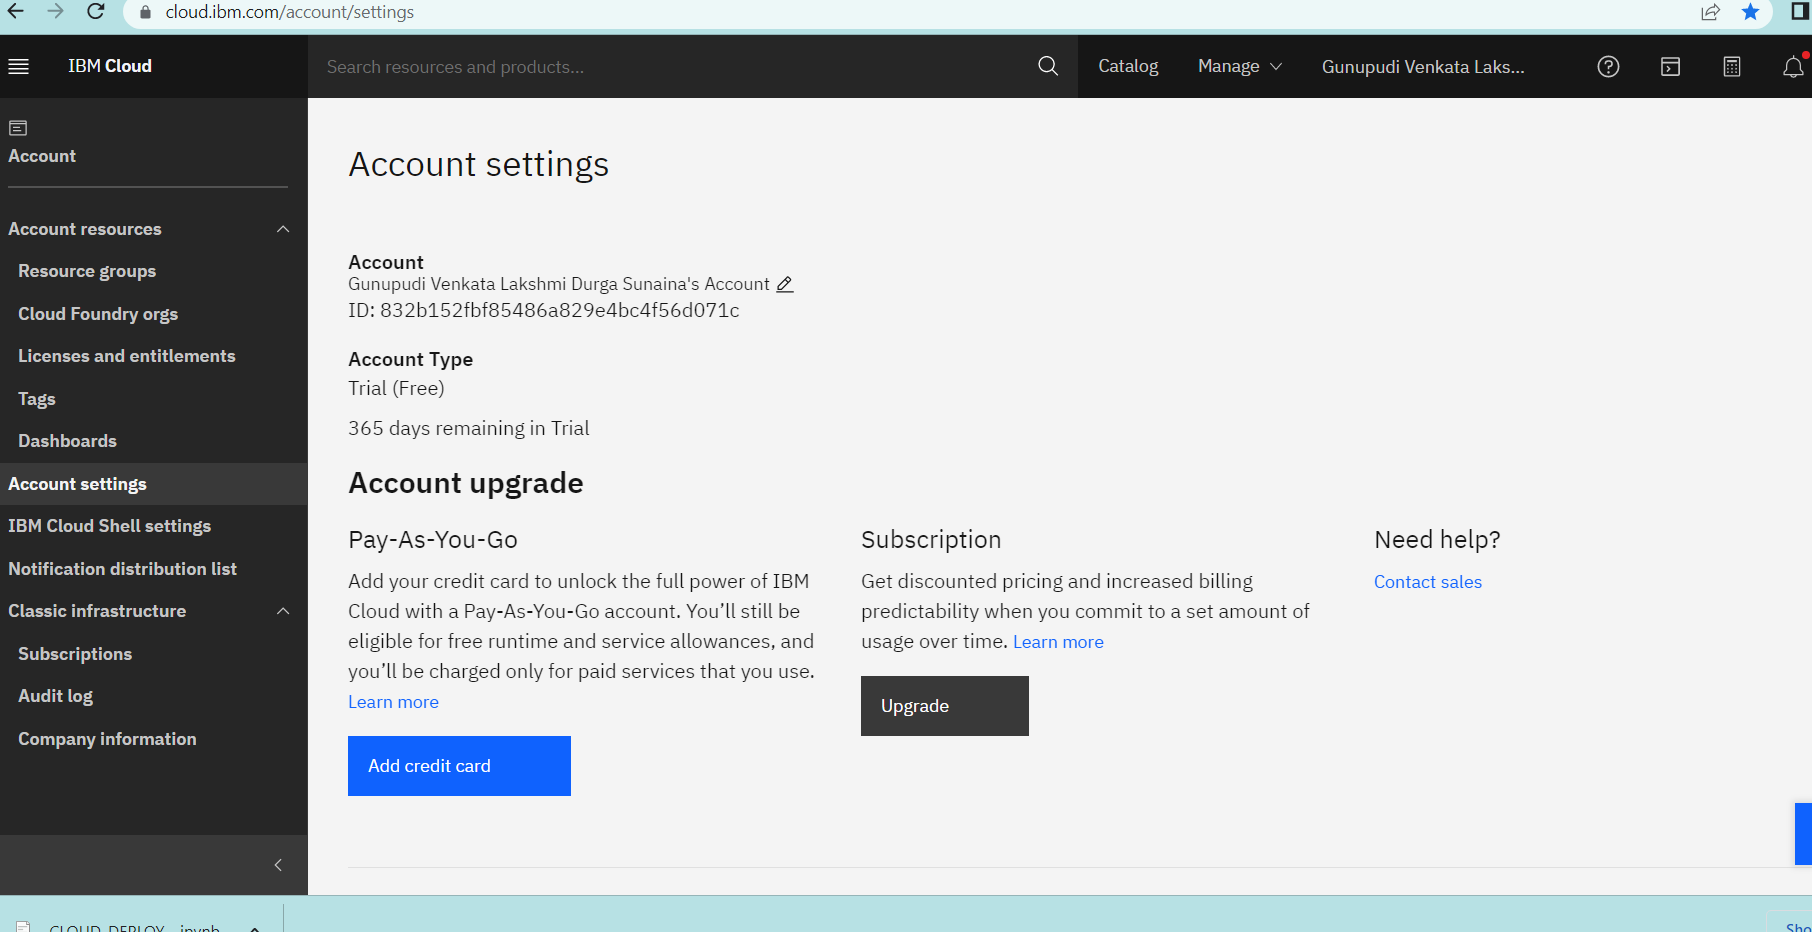 cloud.ibm.com/account/settings
IBM Cloud
Search resources and products...
Catalog
Manage
Gunupudi Venkata Laks...
Account
Account resources
Resource groups
Cloud Foundry orgs
Licenses and entitlements
Tags
Dashboards
Account settings
IBM Cloud Shell settings
Notification distribution list
Classic infrastructure
Subscriptions
Audit log
Company information
Account settings
Account
Gunupudi Venkata Lakshmi Durga Sunaina's Account
ID: 832b152fbf85486a829e4bc4f56d071c
Account Type
Trial (Free)
365 days remaining in Trial
Account upgrade
Pay-As-You-Go
Add your credit card to unlock the full power of IBM
Cloud with a Pay-As-You-Go account. You’ll still be
eligible for free runtime and service allowances, and
you’ll be charged only for paid services that you use.
Learn more
Add credit card
Subscription
Get discounted pricing and increased billing
predictability when you commit to a set amount of
usage over time. Learn more
Upgrade
Need help?
Contact sales
CLOUD_DEPLOY_.ipynb
Sho